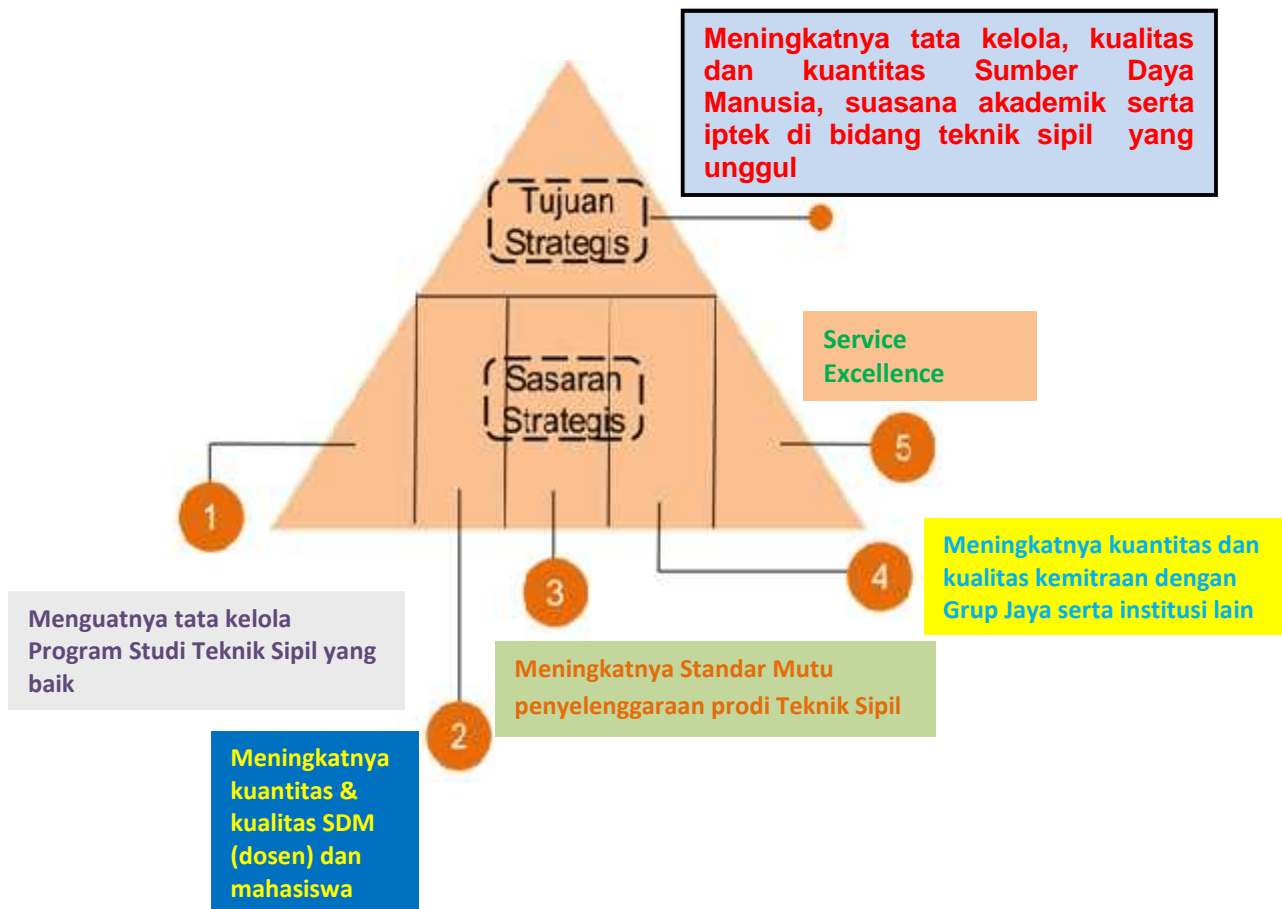 Meningkatnya tata kelola, kualitas
dan kuantitas Sumber Daya
Manusia, suasana akademik serta
iptek di bidang teknik sipil yang
unggul
Tujuan
Strategis
Service
Excellence
Sasaran
Strategis
5
1
4
3
Meningkatnya kuantitas dan
kualitas kemitraan dengan
Grup Jaya serta institusi lain
Menguatnya tata kelola
Program Studi Teknik Sipil yang
baik
Meningkatnya Standar Mutu
penyelenggaraan prodi Teknik Sipil
2
Meningkatnya
kuantitas &
kualitas SDM
(dosen) dan
mahasiswa